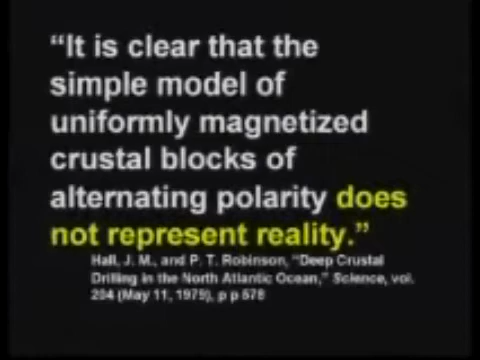 “It is clear that the
simple model of
uniformly magnetized
crustal blocks of
alternating polarity does
not represent reality.”
Hall, J. M., and P. T. Robinson, “Deep Crustal
Drilling in the North Atlantic Ocean,” Science, vol.
204 (May 11, 1979), p p 578